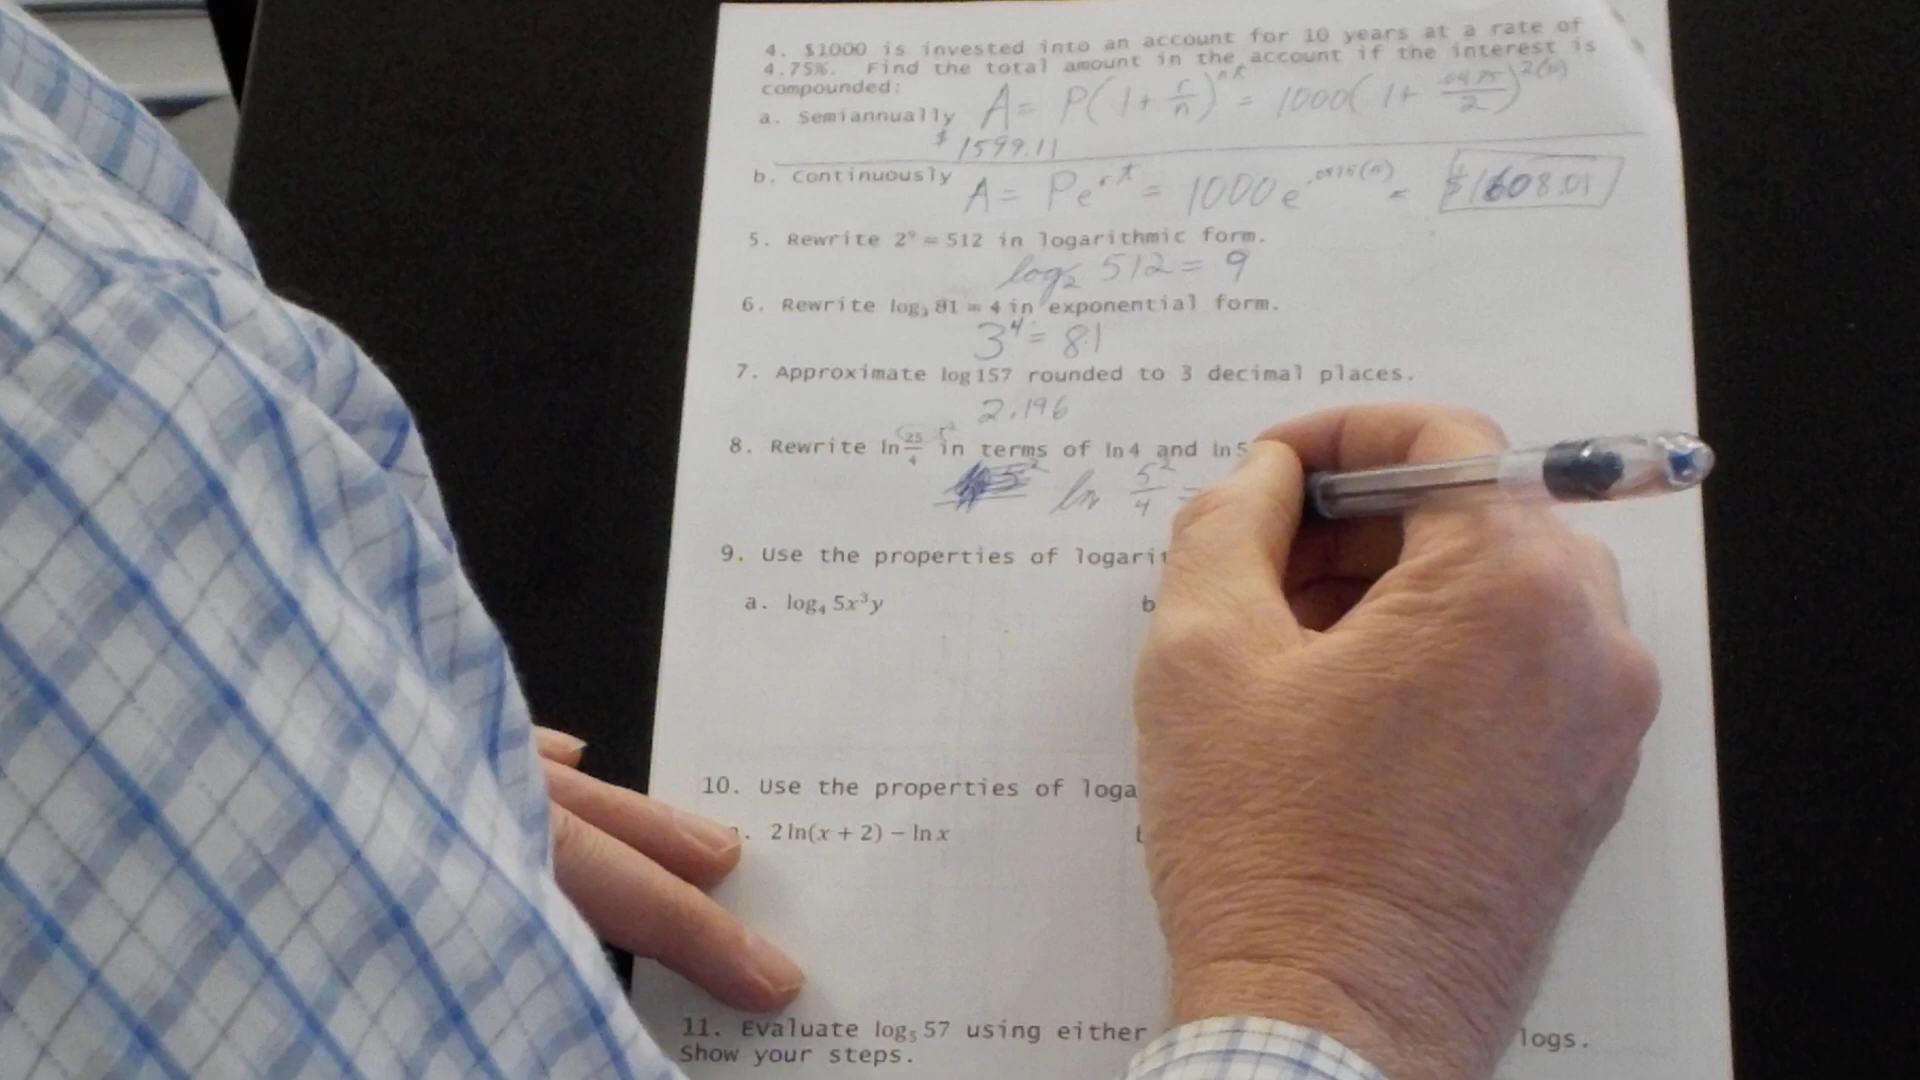 4. $1000 is invested into an account for 10 years at a rate of
4.75%. Find the total amount in the account if the interest is
compounded:
a. Semiannually A = P(1 + r/n)^nt = 1000(1 + .0475/2)^2(10)
$1599.11
b. Continuously A = Pe^rt = 1000e^.0475(10) = $1608.01
5. Rewrite 2⁹ = 512 in logarithmic form.
log₂ 512 = 9
6. Rewrite log₃ 81 = 4 in exponential form.
3⁴ = 81
7. Approximate log 157 rounded to 3 decimal places.
2.196
8. Rewrite ln 25/4 in terms of ln 4 and ln 5
ln 5²/4 =
9. Use the properties of
a. log₄ 5x³y b
10. Use the properties of
a. 2 ln(x + 2) − ln x
11. Evaluate log₅ 57 using either logs.
Show your steps.